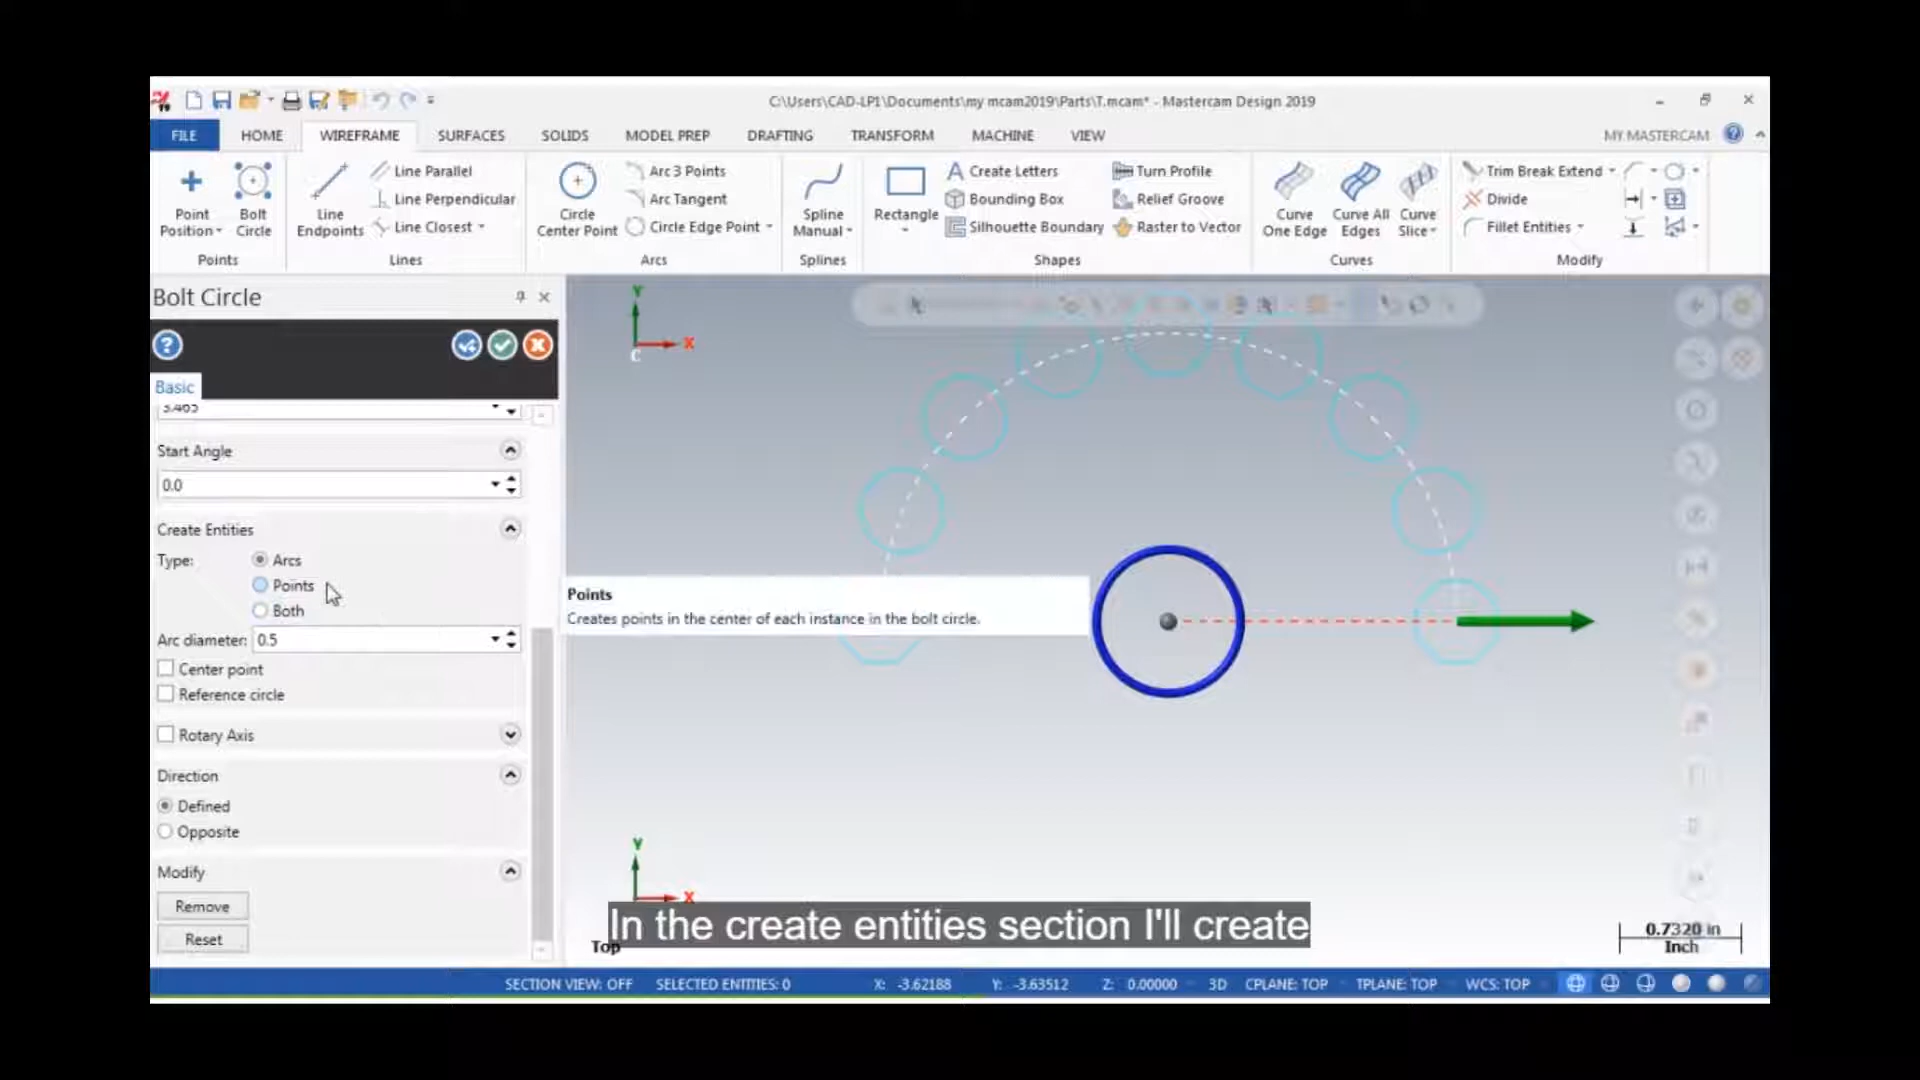 C:\Users\CAD-LP1\Documents\my mcam2019\Parts\T.mcam* - Mastercam Design 2019
FILE HOME WIREFRAME SURFACES SOLIDS MODEL PREP DRAFTING TRANSFORM MACHINE VIEW MY MASTERCAM
Point Position
Bolt Circle
Points
Line Endpoints
Line Parallel
Line Perpendicular
Line Closest
Lines
Circle Center Point
Arc 3 Points
Arc Tangent
Circle Edge Point
Arcs
Spline Manual
Splines
Rectangle
Create Letters
Bounding Box
Silhouette Boundary
Turn Profile
Relief Groove
Raster to Vector
Shapes
Curve One Edge
Curve All Edges
Curve Slice
Curves
Trim Break Extend
Divide
Fillet Entities
Modify
Bolt Circle
Basic
3.465
Start Angle
0.0
Create Entities
Type:
Arcs
Points
Both
Arc diameter: 0.5
Center point
Reference circle
Rotary Axis
Direction
Defined
Opposite
Modify
Remove
Reset
Y
X
C
Points
Creates points in the center of each instance in the bolt circle.
Y
X
Top
In the create entities section I'll create
0.7320 in
Inch
SECTION VIEW: OFF SELECTED ENTITIES: 0 X: -3.62188 Y: -3.63512 Z: 0.00000 3D CPLANE: TOP TPLANE: TOP WCS: TOP